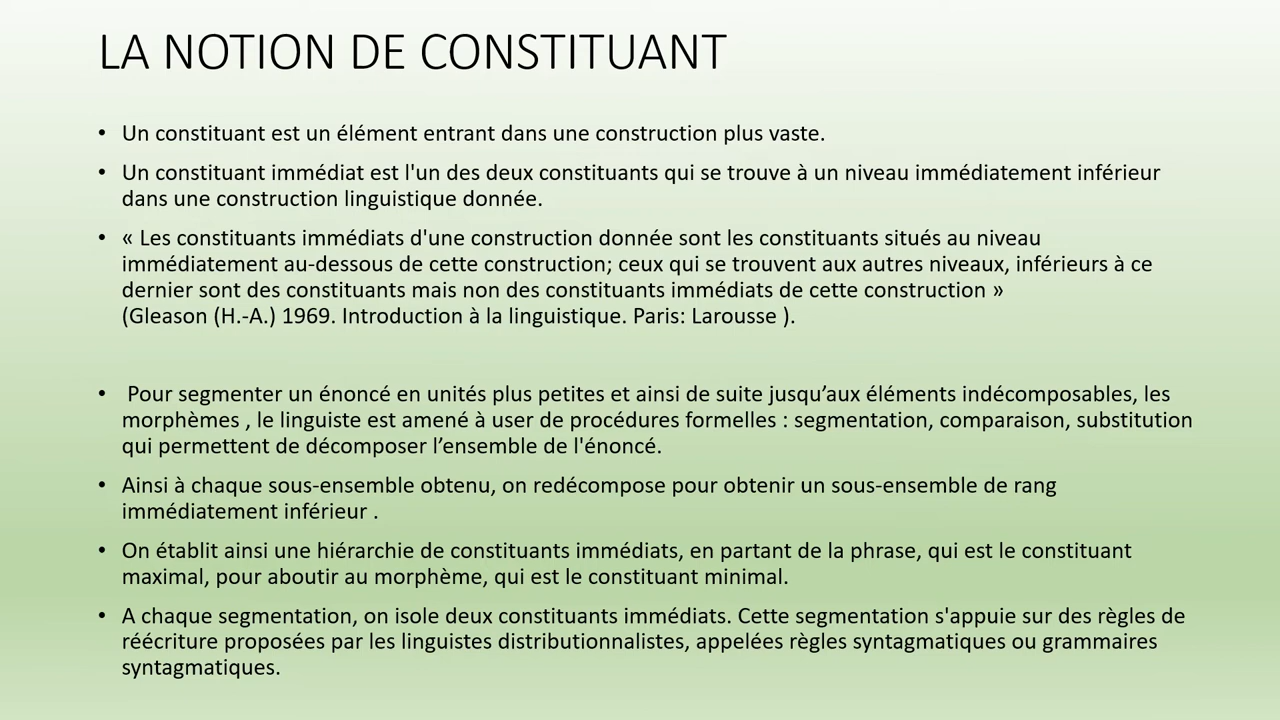 LA NOTION DE CONSTITUANT
• Un constituant est un élément entrant dans une construction plus vaste.
• Un constituant immédiat est l'un des deux constituants qui se trouve à un niveau immédiatement inférieur
dans une construction linguistique donnée.
• « Les constituants immédiats d'une construction donnée sont les constituants situés au niveau
immédiatement au-dessous de cette construction; ceux qui se trouvent aux autres niveaux, inférieurs à ce
dernier sont des constituants mais non des constituants immédiats de cette construction »
(Gleason (H.-A.) 1969. Introduction à la linguistique. Paris: Larousse ).
• Pour segmenter un énoncé en unités plus petites et ainsi de suite jusqu’aux éléments indécomposables, les
morphèmes , le linguiste est amené à user de procédures formelles : segmentation, comparaison, substitution
qui permettent de décomposer l’ensemble de l'énoncé.
• Ainsi à chaque sous-ensemble obtenu, on redécompose pour obtenir un sous-ensemble de rang
immédiatement inférieur .
• On établit ainsi une hiérarchie de constituants immédiats, en partant de la phrase, qui est le constituant
maximal, pour aboutir au morphème, qui est le constituant minimal.
• A chaque segmentation, on isole deux constituants immédiats. Cette segmentation s'appuie sur des règles de
réécriture proposées par les linguistes distributionnalistes, appelées règles syntagmatiques ou grammaires
syntagmatiques.